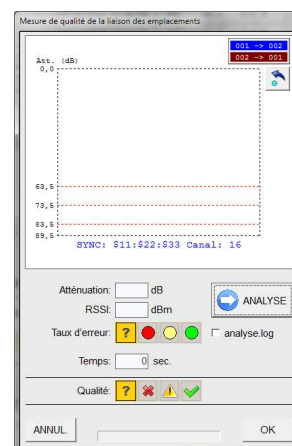 Mesure de qualité de la liaison des emplacements
001 -> 002
002 -> 001
Att. (dB)
0,0
63,5
73,5
83,5
89,5
SYNC: $11:$22:$33 Canal: 16
Atténuation: dB
ANALYSE
RSSI: dBm
Taux d'erreur: ? analyse.log
Temps: 0 sec.
Qualité: ?
ANNUL. OK